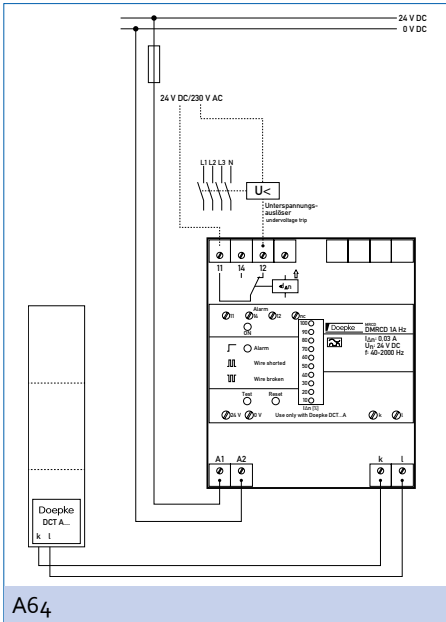 24 V DC
0 V DC
24 V DC/230 V AC
L1 L2 L3 N
U<
Unterspannungs-
auslöser
undervoltage trip
11 14 12
Alarm
11 14 12 nc
ON
Alarm
Wire shorted
Wire broken
Test Reset
100
90
80
70
60
50
40
30
20
10
IΔn [%]
Doepke
MRCD
DMRCD 1A Hz
IΔn: 0,03 A
Un: 24 V DC
f: 40-2000 Hz
24 V 0 V
Use only with Doepke DCT...A
k l
A1 A2
k l
Doepke
DCT A...
k l
A64